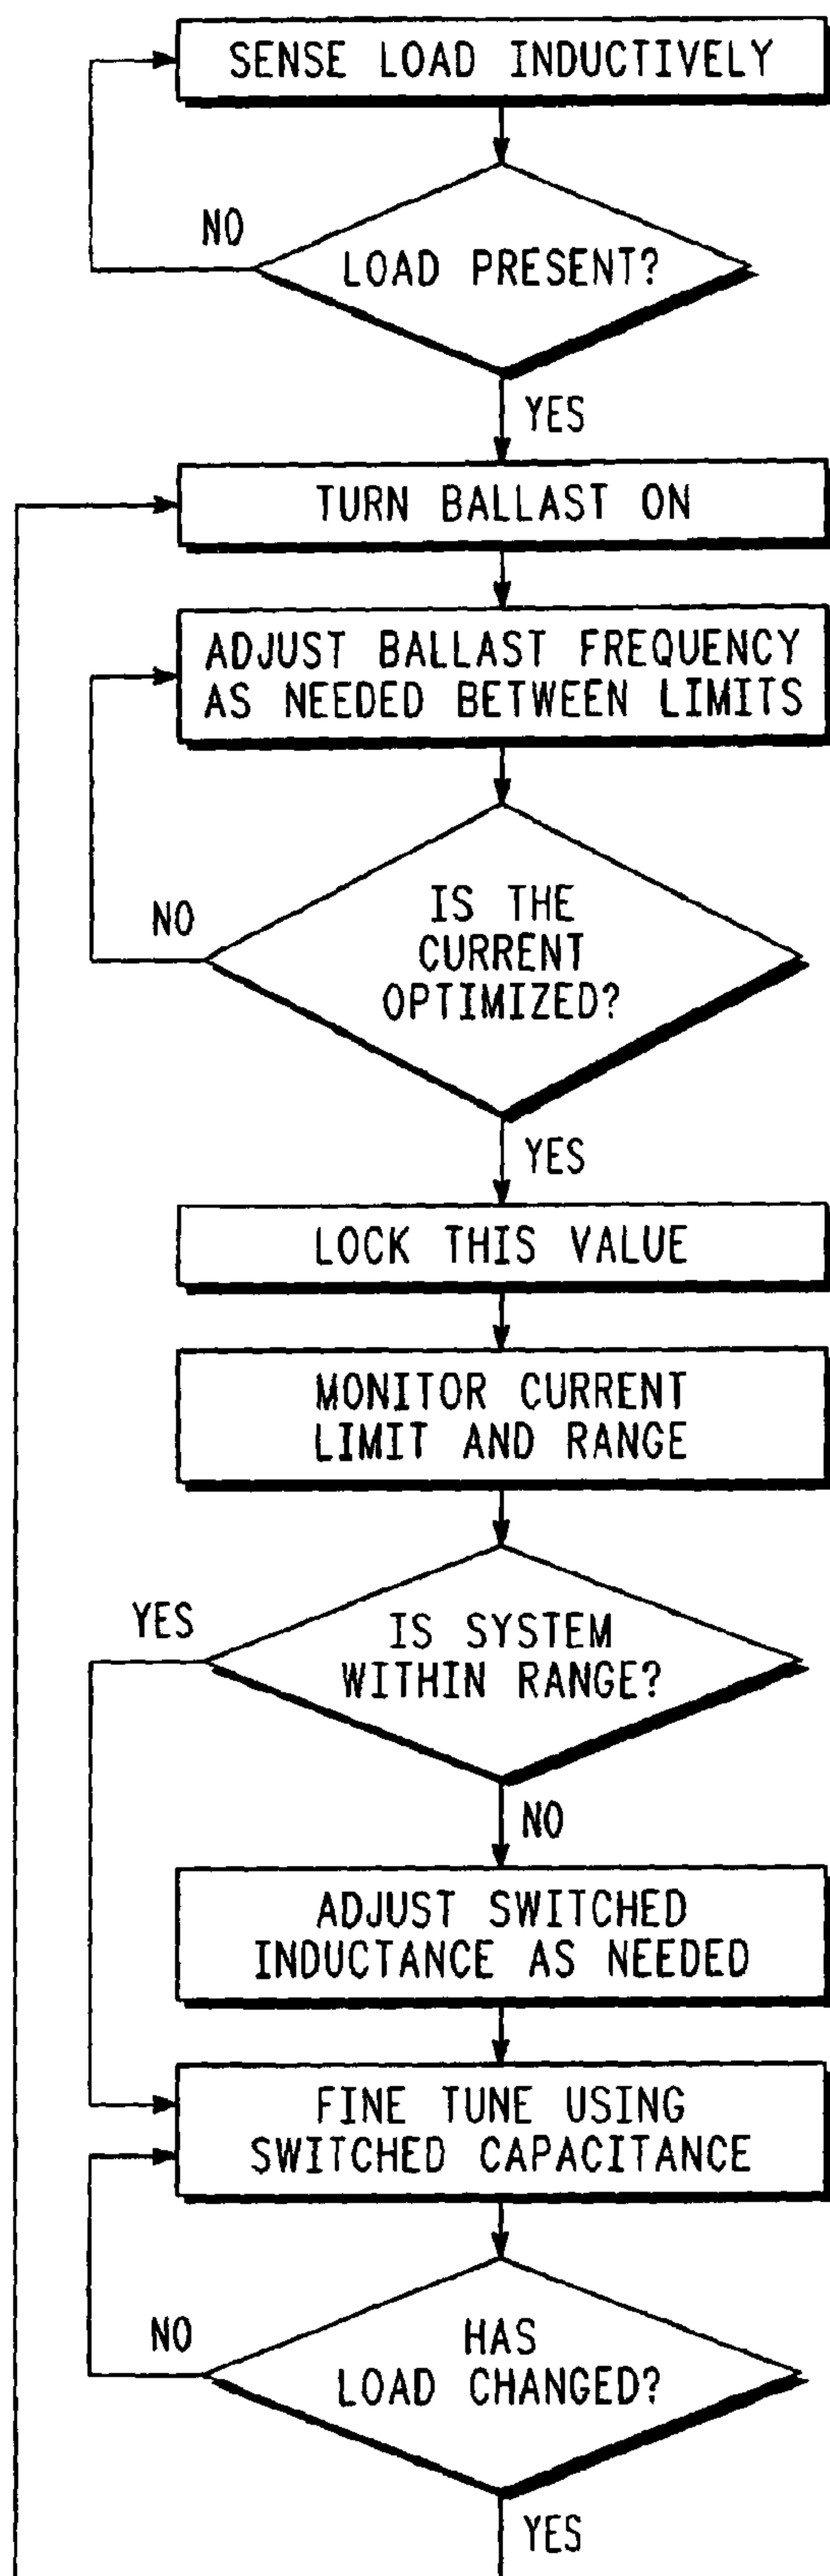 SENSE LOAD INDUCTIVELY
NO
LOAD PRESENT?
YES
TURN BALLAST ON
ADJUST BALLAST FREQUENCY
AS NEEDED BETWEEN LIMITS
NO
IS THE
CURRENT
OPTIMIZED?
YES
LOCK THIS VALUE
MONITOR CURRENT
LIMIT AND RANGE
YES
IS SYSTEM
WITHIN RANGE?
NO
ADJUST SWITCHED
INDUCTANCE AS NEEDED
FINE TUNE USING
SWITCHED CAPACITANCE
NO
HAS
LOAD CHANGED?
YES